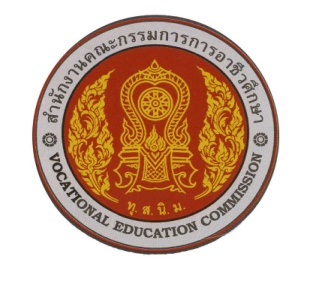 สำนักงานคณะกรรมการการอาชีวศึกษา
ทุ. ส. นิ. ม.
VOCATIONAL EDUCATION COMMISSION